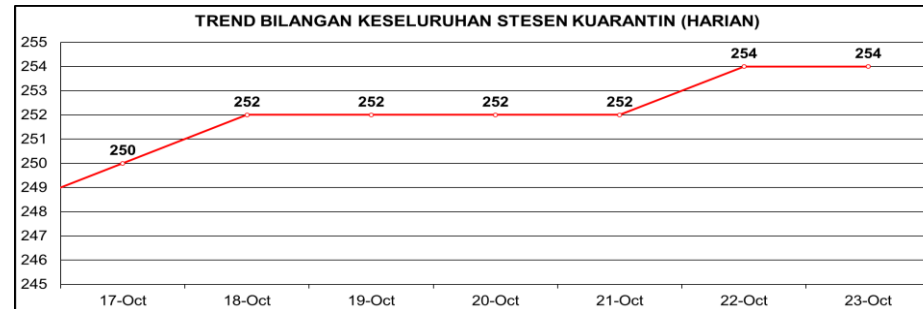 TREND BILANGAN KESELURUHAN STESEN KUARANTIN (HARIAN)
255
254
253
252
251
250
249
248
247
246
245
250
252
252
252
252
254
254
17-Oct
18-Oct
19-Oct
20-Oct
21-Oct
22-Oct
23-Oct